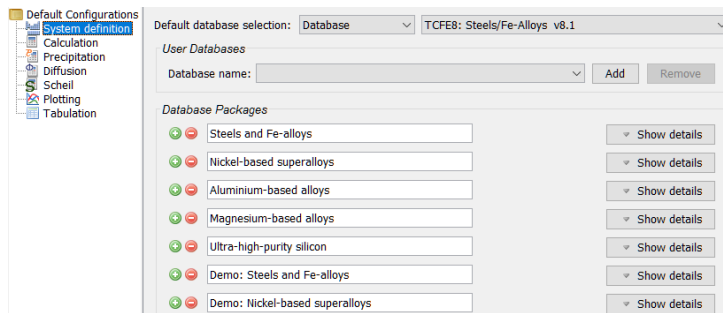 Default Configurations
System definition
Calculation
Precipitation
Diffusion
Scheil
Plotting
Tabulation
Default database selection: Database TCFE8: Steels/Fe-Alloys v8.1
User Databases
Database name: Add Remove
Database Packages
Steels and Fe-alloys Show details
Nickel-based superalloys Show details
Aluminium-based alloys Show details
Magnesium-based alloys Show details
Ultra-high-purity silicon Show details
Demo: Steels and Fe-alloys Show details
Demo: Nickel-based superalloys Show details